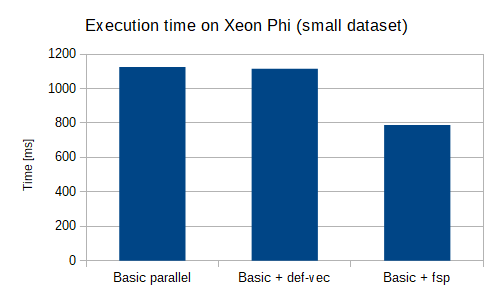 Execution time on Xeon Phi (small dataset)
1200
1000
800
600
400
200
0
Time [ms]
Basic parallel
Basic + def-vec
Basic + fsp